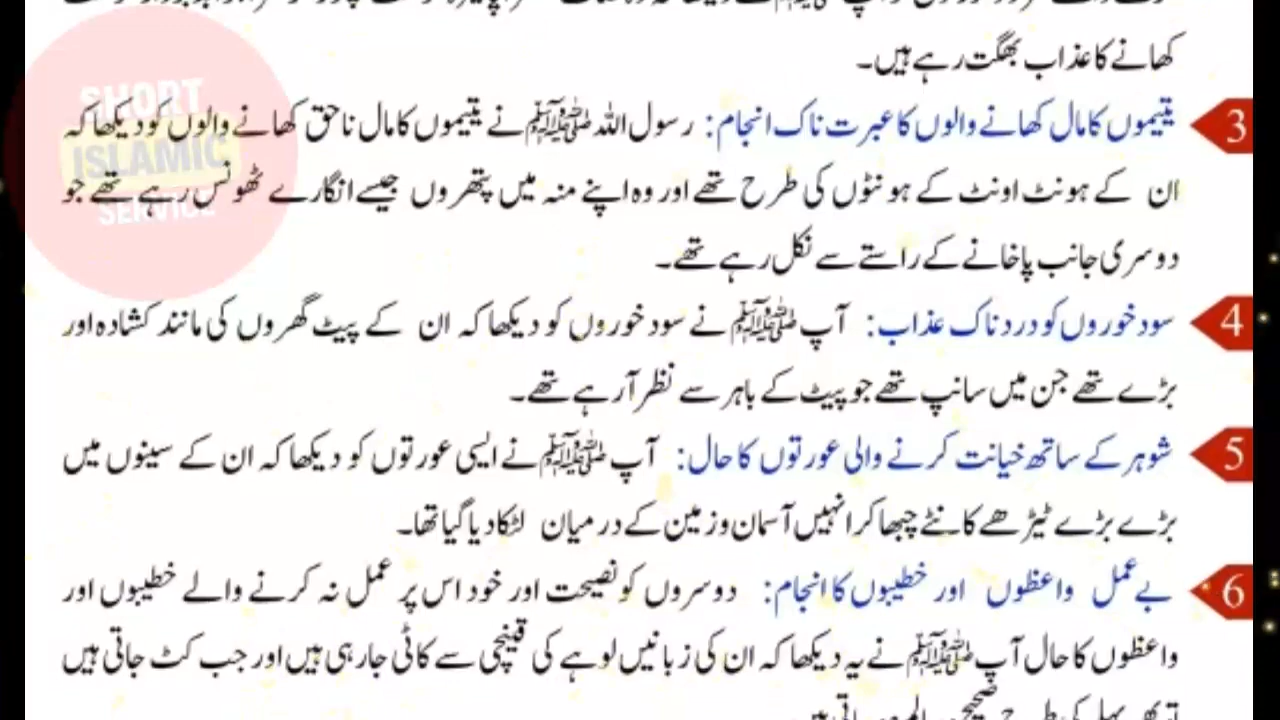 کھانے کا عذاب بھگت رہے ہیں۔
3 یتیموں کا مال کھانے والوں کا عبرت ناک انجام: رسول اللہ ﷺ نے یتیموں کا مال ناحق کھانے والوں کو دیکھا کہ
ان کے ہونٹ اونٹ کے ہونٹوں کی طرح تھے اور وہ اپنے منہ میں پتھروں جیسے انگارے ٹھونس رہے تھے جو
دوسری جانب پاخانے کے راستے سے نکل رہے تھے۔
4 سود خوروں کو دردناک عذاب: آپ ﷺ نے سود خوروں کو دیکھا کہ ان کے پیٹ گھروں کی مانند کشادہ اور
بڑے تھے جن میں سانپ تھے جو پیٹ کے باہر سے نظر آرہے تھے۔
5 شوہر کے ساتھ خیانت کرنے والی عورتوں کا حال: آپ ﷺ نے ایسی عورتوں کو دیکھا کہ ان کے سینوں میں
بڑے بڑے ٹیڑھے کانٹے چبھا کر انہیں آسمان و زمین کے درمیان لٹکا دیا گیا تھا۔
6 بے عمل واعظوں اور خطیبوں کا انجام: دوسروں کو نصیحت اور خود اس پر عمل نہ کرنے والے خطیبوں اور
واعظوں کا حال آپ ﷺ نے یہ دیکھا کہ ان کی زبانیں لوہے کی قینچی سے کاٹی جارہی ہیں اور جب کٹ جاتی ہیں
SHORT
ISLAMIC
SERVICE